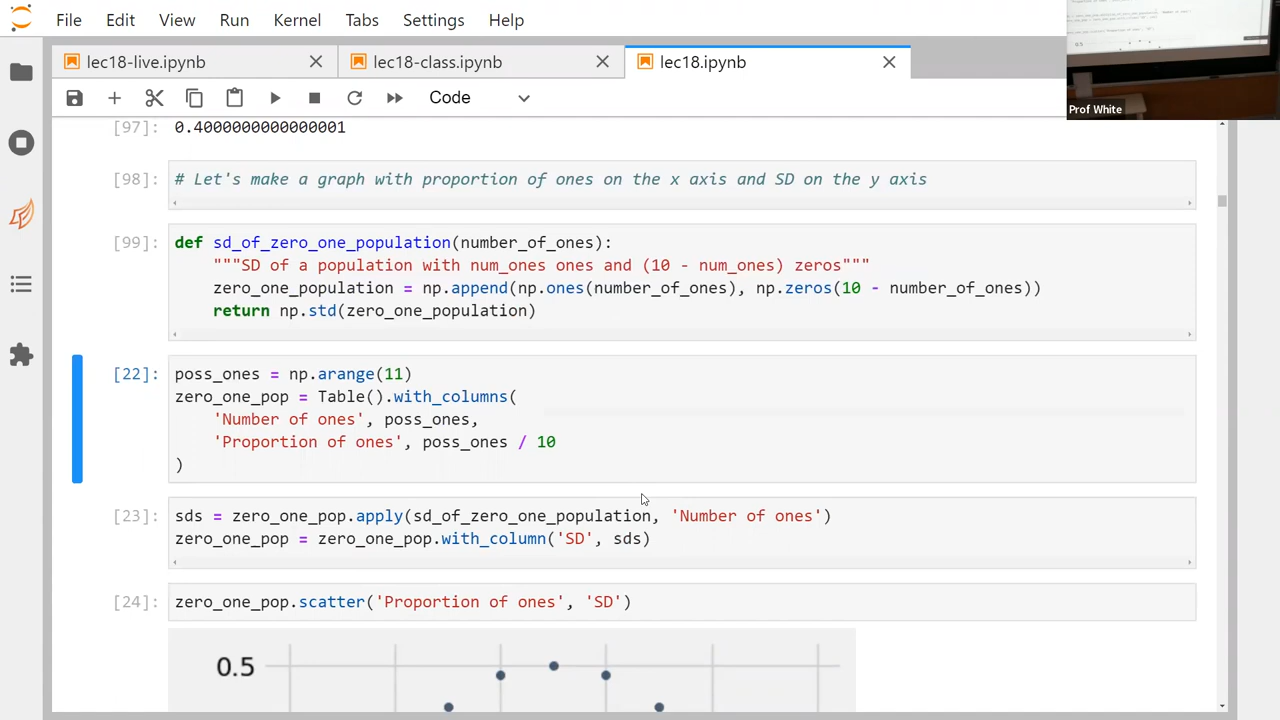 File Edit View Run Kernel Tabs Settings Help
lec18-live.ipynb lec18-class.ipynb lec18.ipynb
Code
Prof White
[97]: 0.4000000000000001
[98]: # Let's make a graph with proportion of ones on the x axis and SD on the y axis
[99]: def sd_of_zero_one_population(number_of_ones):
"""SD of a population with num_ones ones and (10 - num_ones) zeros"""
zero_one_population = np.append(np.ones(number_of_ones), np.zeros(10 - number_of_ones))
return np.std(zero_one_population)
[22]: poss_ones = np.arange(11)
zero_one_pop = Table().with_columns(
'Number of ones', poss_ones,
'Proportion of ones', poss_ones / 10
)
[23]: sds = zero_one_pop.apply(sd_of_zero_one_population, 'Number of ones')
zero_one_pop = zero_one_pop.with_column('SD', sds)
[24]: zero_one_pop.scatter('Proportion of ones', 'SD')
0.5